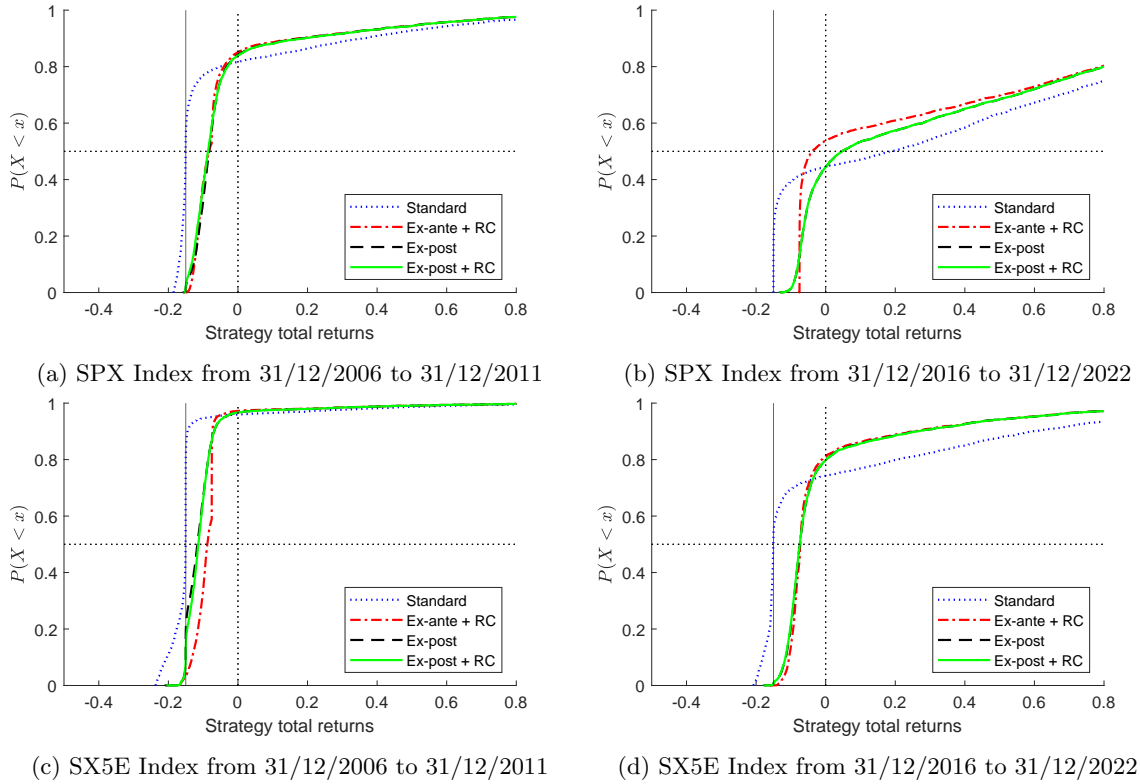 1
0.8
0.6
0.4
0.2
0
P(X < x)
-0.4 -0.2 0 0.2 0.4 0.6 0.8
Strategy total returns
Standard
Ex-ante + RC
Ex-post
Ex-post + RC
(a) SPX Index from 31/12/2006 to 31/12/2011
1
0.8
0.6
0.4
0.2
0
P(X < x)
-0.4 -0.2 0 0.2 0.4 0.6 0.8
Strategy total returns
Standard
Ex-ante + RC
Ex-post
Ex-post + RC
(b) SPX Index from 31/12/2016 to 31/12/2022
1
0.8
0.6
0.4
0.2
0
P(X < x)
-0.4 -0.2 0 0.2 0.4 0.6 0.8
Strategy total returns
Standard
Ex-ante + RC
Ex-post
Ex-post + RC
(c) SX5E Index from 31/12/2006 to 31/12/2011
1
0.8
0.6
0.4
0.2
0
P(X < x)
-0.4 -0.2 0 0.2 0.4 0.6 0.8
Strategy total returns
Standard
Ex-ante + RC
Ex-post
Ex-post + RC
(d) SX5E Index from 31/12/2016 to 31/12/2022